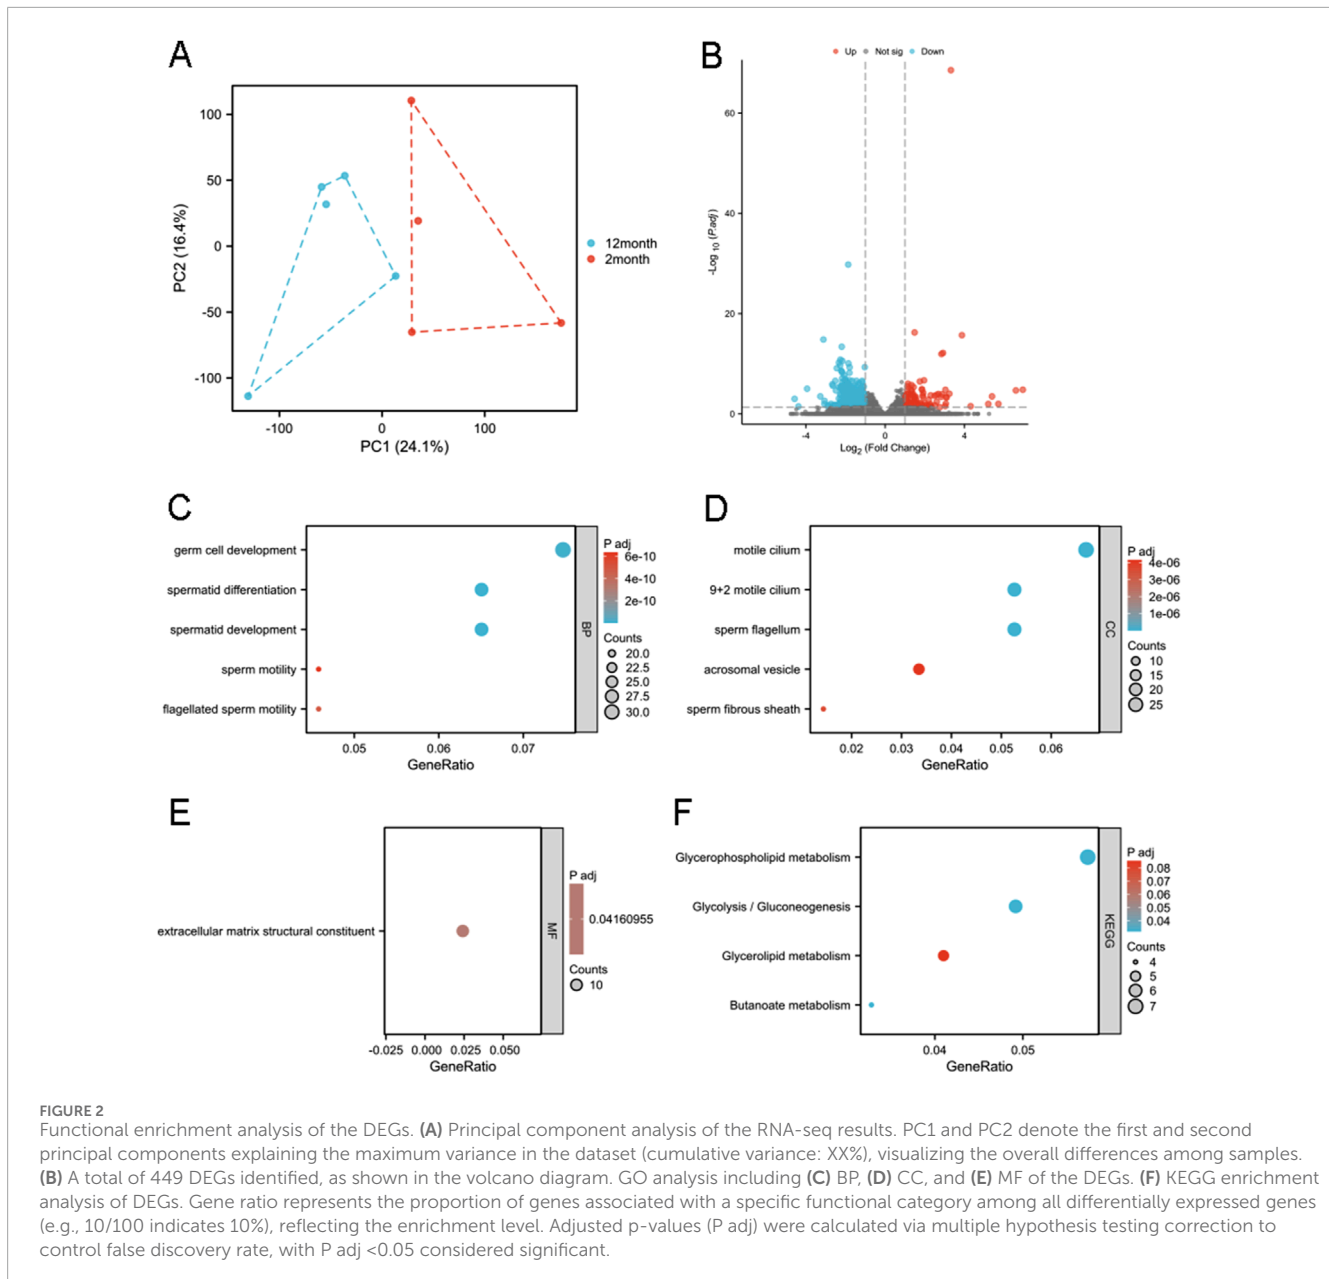 A
100
50
0
-50
-100
PC2 (16.4%)
-100
0
100
PC1 (24.1%)
12month
2month
B
Up
Not sig
Down
60
40
20
0
-Log10 (P.adj)
-4
0
4
Log2 (Fold Change)
C
germ cell development
spermatid differentiation
spermatid development
sperm motility
flagellated sperm motility
0.05
0.06
0.07
GeneRatio
BP
P adj
6e-10
4e-10
2e-10
Counts
20.0
22.5
25.0
27.5
30.0
D
motile cilium
9+2 motile cilium
sperm flagellum
acrosomal vesicle
sperm fibrous sheath
0.02
0.03
0.04
0.05
0.06
GeneRatio
CC
P adj
4e-06
3e-06
2e-06
1e-06
Counts
10
15
20
25
E
extracellular matrix structural constituent
-0.025
0.000
0.025
0.050
GeneRatio
MF
P adj
0.04160955
Counts
10
F
Glycerophospholipid metabolism
Glycolysis / Gluconeogenesis
Glycerolipid metabolism
Butanoate metabolism
0.04
0.05
GeneRatio
KEGG
P adj
0.08
0.07
0.06
0.05
0.04
Counts
4
5
6
7
FIGURE 2
Functional enrichment analysis of the DEGs. (A) Principal component analysis of the RNA-seq results. PC1 and PC2 denote the first and second
principal components explaining the maximum variance in the dataset (cumulative variance: XX%), visualizing the overall differences among samples.
(B) A total of 449 DEGs identified, as shown in the volcano diagram. GO analysis including (C) BP, (D) CC, and (E) MF of the DEGs. (F) KEGG enrichment
analysis of DEGs. Gene ratio represents the proportion of genes associated with a specific functional category among all differentially expressed genes
(e.g., 10/100 indicates 10%), reflecting the enrichment level. Adjusted p-values (P adj) were calculated via multiple hypothesis testing correction to
control false discovery rate, with P adj <0.05 considered significant.